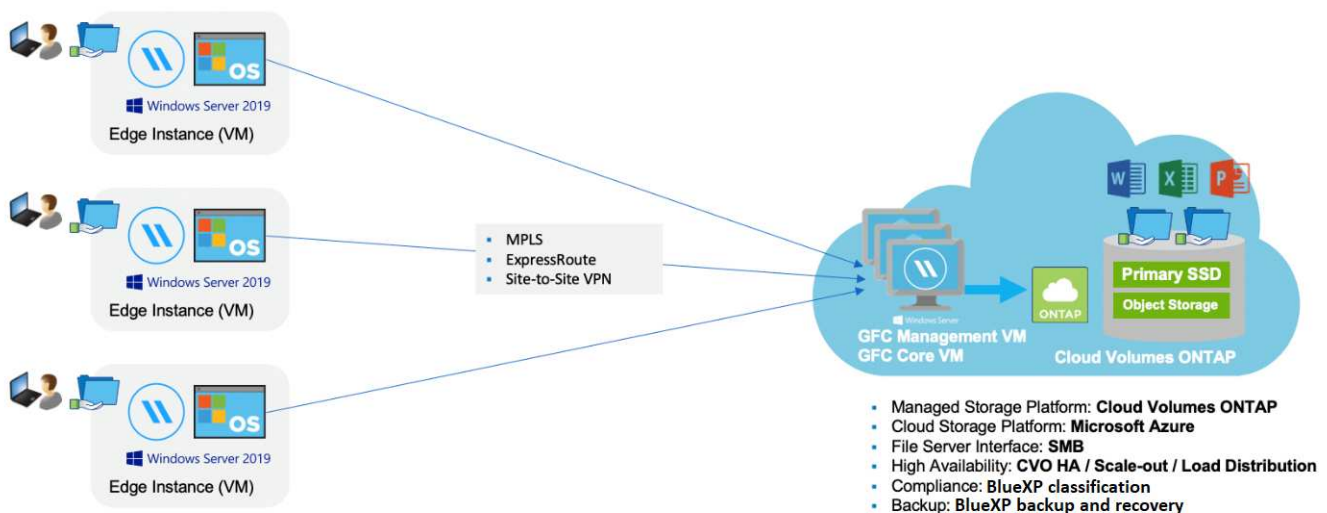 OS
Windows Server 2019
Edge Instance (VM)
OS
Windows Server 2019
Edge Instance (VM)
OS
Windows Server 2019
Edge Instance (VM)
MPLS
ExpressRoute
Site-to-Site VPN
W
X
P
Primary SSD
Object Storage
ONTAP
Windows Server
GFC Management VM
GFC Core VM
Cloud Volumes ONTAP
Managed Storage Platform: Cloud Volumes ONTAP
Cloud Storage Platform: Microsoft Azure
File Server Interface: SMB
High Availability: CVO HA / Scale-out / Load Distribution
Compliance: BlueXP classification
Backup: BlueXP backup and recovery